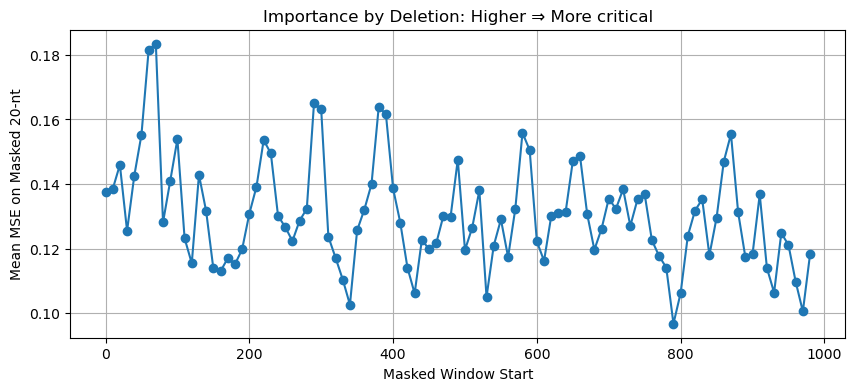 Importance by Deletion: Higher ⇒ More critical
Mean MSE on Masked 20-nt
0.18
0.16
0.14
0.12
0.10
0 200 400 600 800 1000
Masked Window Start